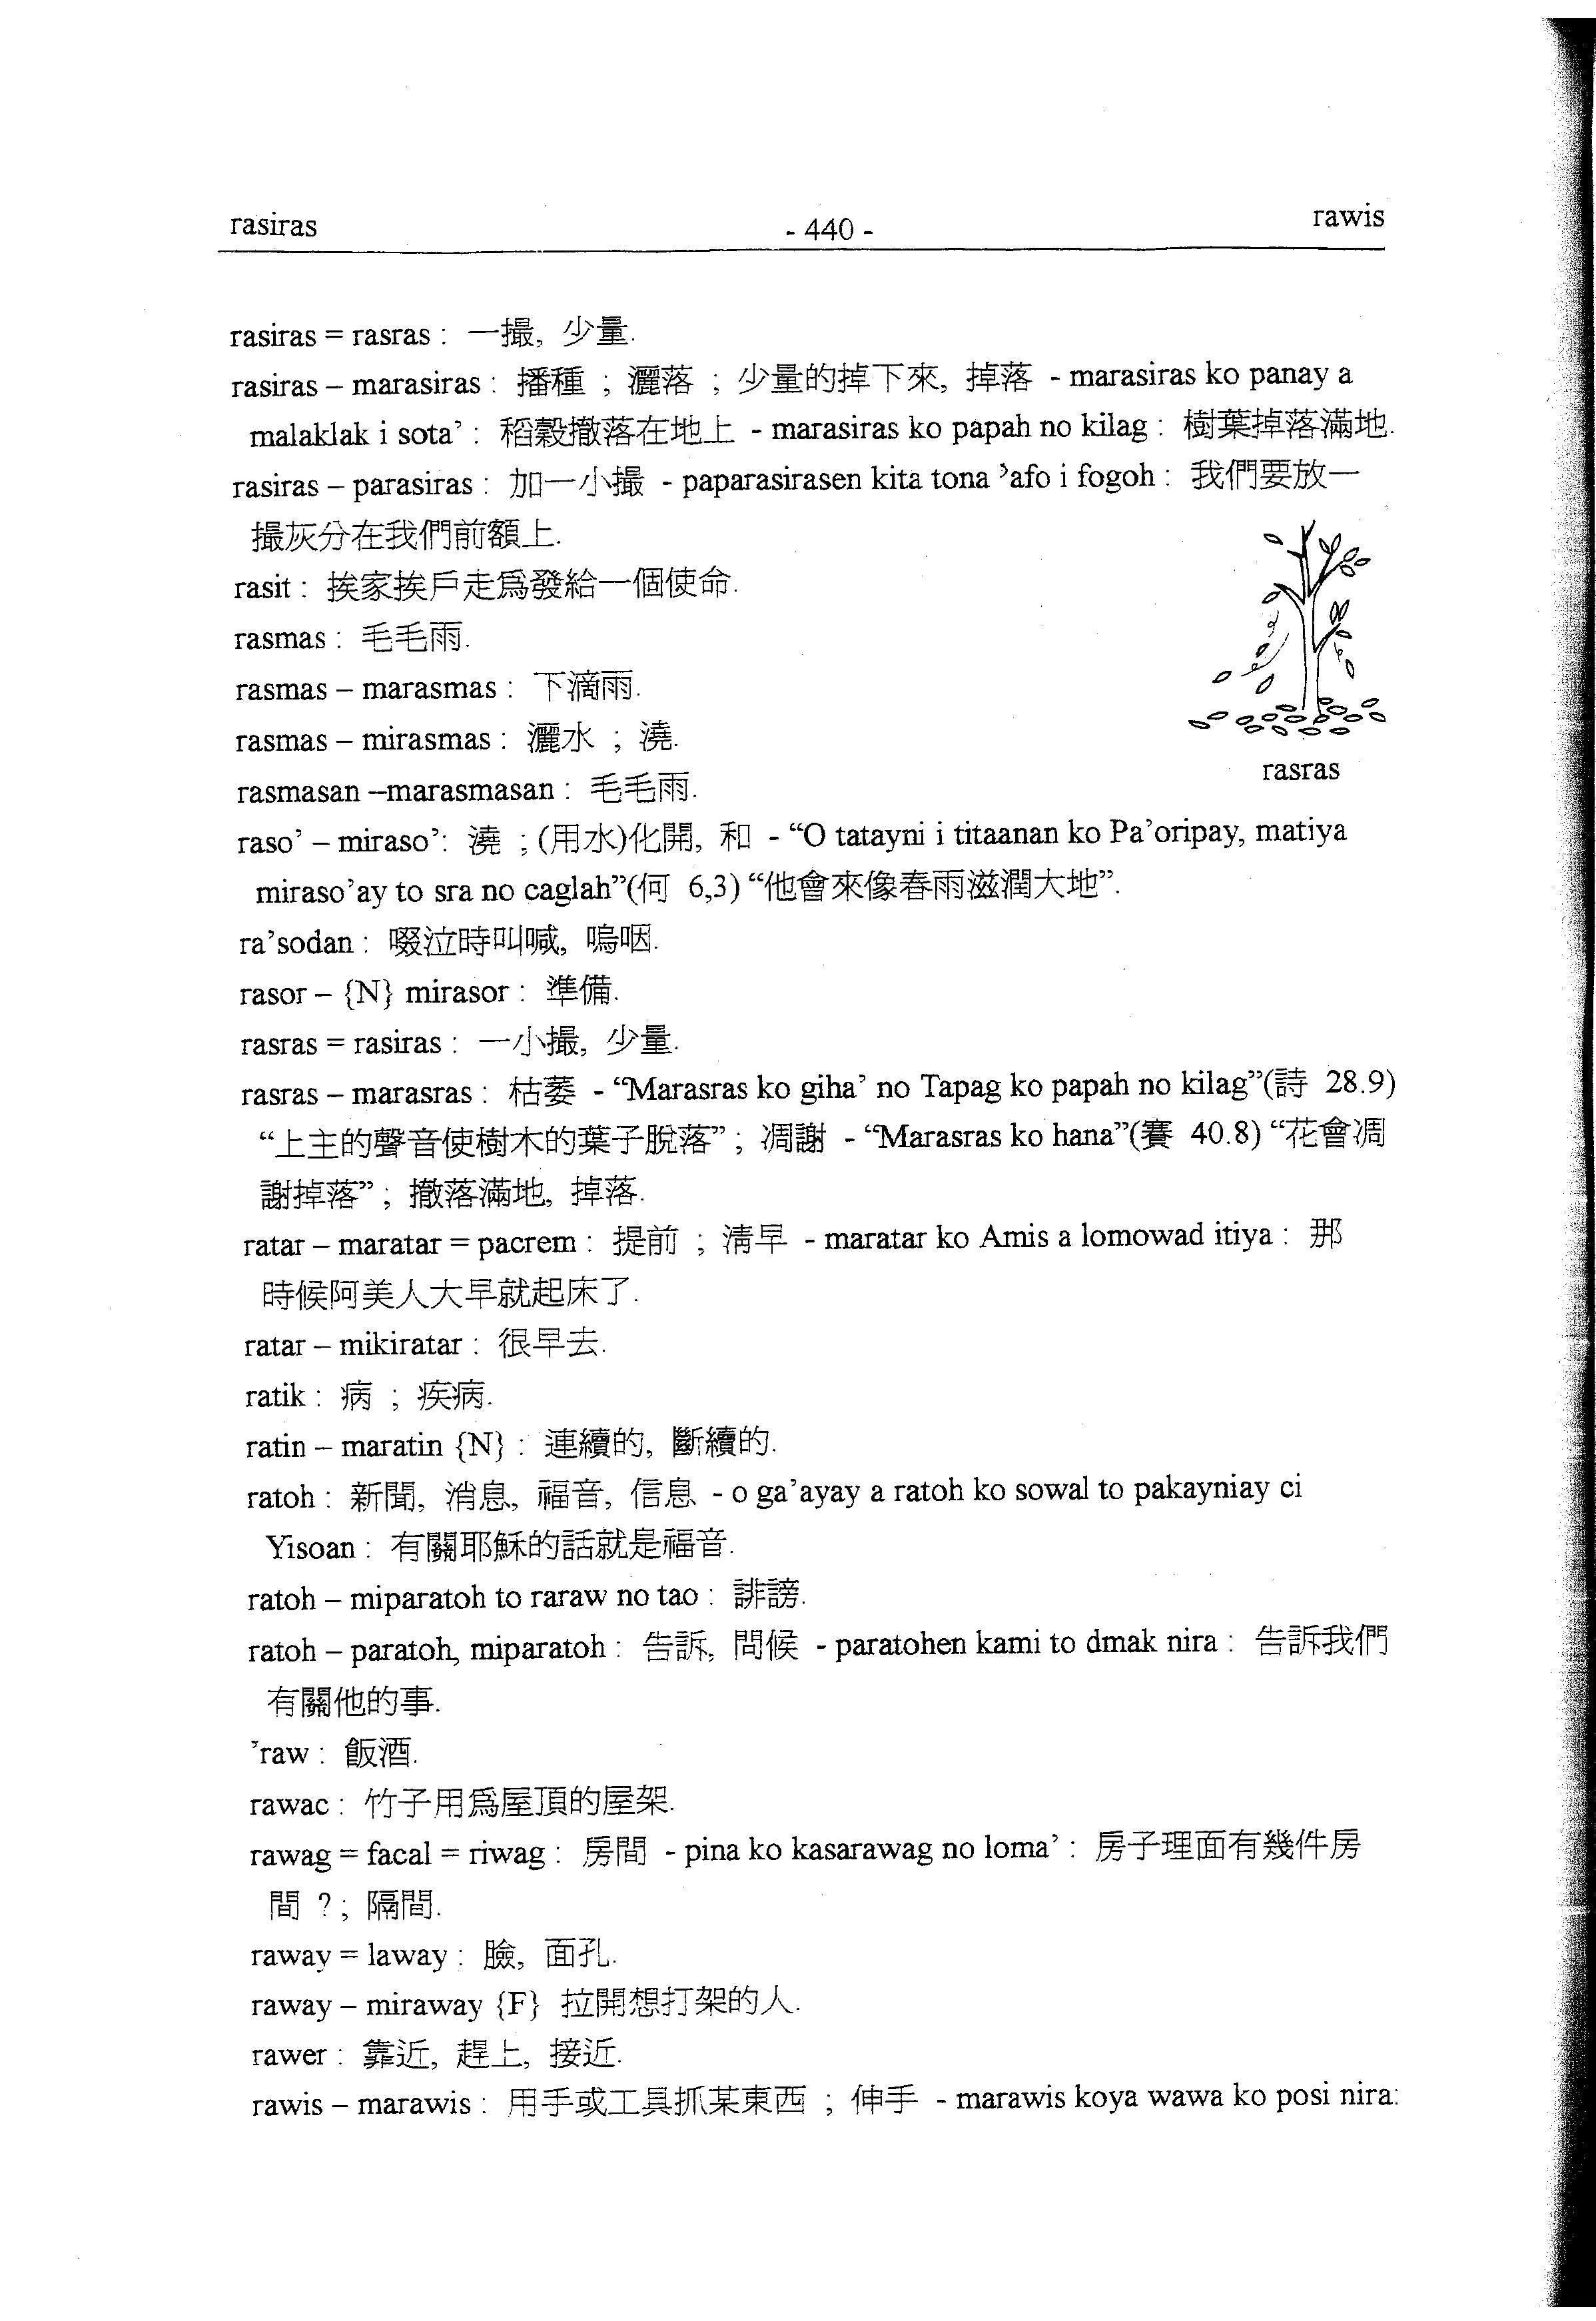 rasiras - 440 - rawis
rasiras = rasras : 一撮, 少量.
rasiras – marasiras : 播種 ; 灑落 ; 少量的掉下來, 掉落 - marasiras ko panay a
malaklak i sota’ : 稻穀撒落在地上 - marasiras ko papah no kilag : 樹葉掉落滿地.
rasiras – parasiras : 加一小撮 - paparasirasen kita tona ’afo i fogoh : 我們要放一
撮灰分在我們前額上.
rasit : 挨家挨戶走爲發給一個使命.
rasmas : 毛毛雨.
rasmas – marasmas : 下滴雨.
rasmas – mirasmas : 灑水 ; 澆.
rasmasan –marasmasan : 毛毛雨.
rasras
raso’ – miraso’: 澆 ; (用水)化開, 和 - “O tatayni i titaanan ko Pa’oripay, matiya
miraso’ay to sra no caglah”(何 6,3) “他會來像春雨滋潤大地”.
ra’sodan : 啜泣時叫喊, 嗚咽.
rasor – {N} mirasor : 準備.
rasras = rasiras : 一小撮, 少量.
rasras – marasras : 枯萎 - “Marasras ko giha’ no Tapag ko papah no kilag”(詩 28.9)
“上主的聲音使樹木的葉子脫落” ; 凋謝 - “Marasras ko hana”(賽 40.8) “花會凋
謝掉落” ; 撒落滿地, 掉落.
ratar – maratar = pacrem : 提前 ; 清早 - maratar ko Amis a lomowad itiya : 那
時候阿美人大早就起床了.
ratar – mikiratar : 很早去.
ratik : 病 ; 疾病.
ratin – maratin {N} : 連續的, 斷續的.
ratoh : 新聞, 消息, 福音, 信息 - o ga’ayay a ratoh ko sowal to pakayniay ci
Yisoan : 有關耶穌的話就是福音.
ratoh – miparatoh to raraw no tao : 誹謗.
ratoh – paratoh, miparatoh : 告訴, 問候 - paratohen kami to dmak nira : 告訴我們
有關他的事.
’raw : 飯酒.
rawac : 竹子用爲屋頂的屋架.
rawag = facal = riwag : 房間 - pina ko kasarawag no loma’ : 房子理面有幾件房
間 ? ; 隔間.
raway = laway : 臉, 面孔.
raway – miraway {F} 拉開想打架的人.
rawer : 靠近, 趕上, 接近.
rawis – marawis : 用手或工具抓某東西 ; 伸手 - marawis koya wawa ko posi nira: